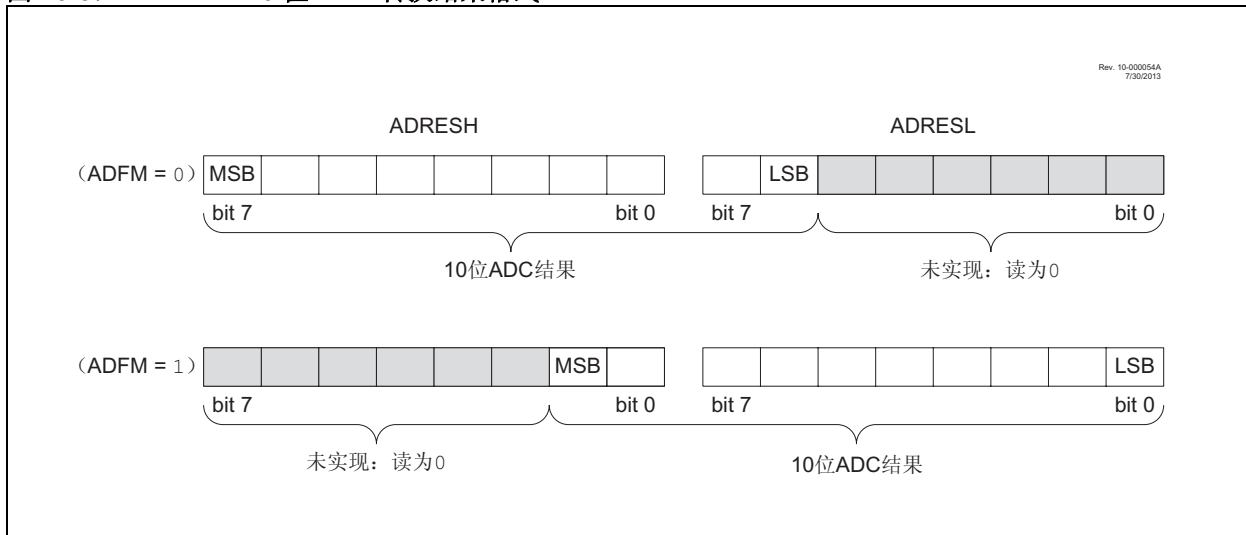 Rev. 10-000054A
7/30/2013
ADRESH ADRESL
（ADFM = 0） MSB LSB
bit 7 bit 0 bit 7 bit 0
10位ADC结果 未实现：读为0
（ADFM = 1） MSB LSB
bit 7 bit 0 bit 7 bit 0
未实现：读为0 10位ADC结果